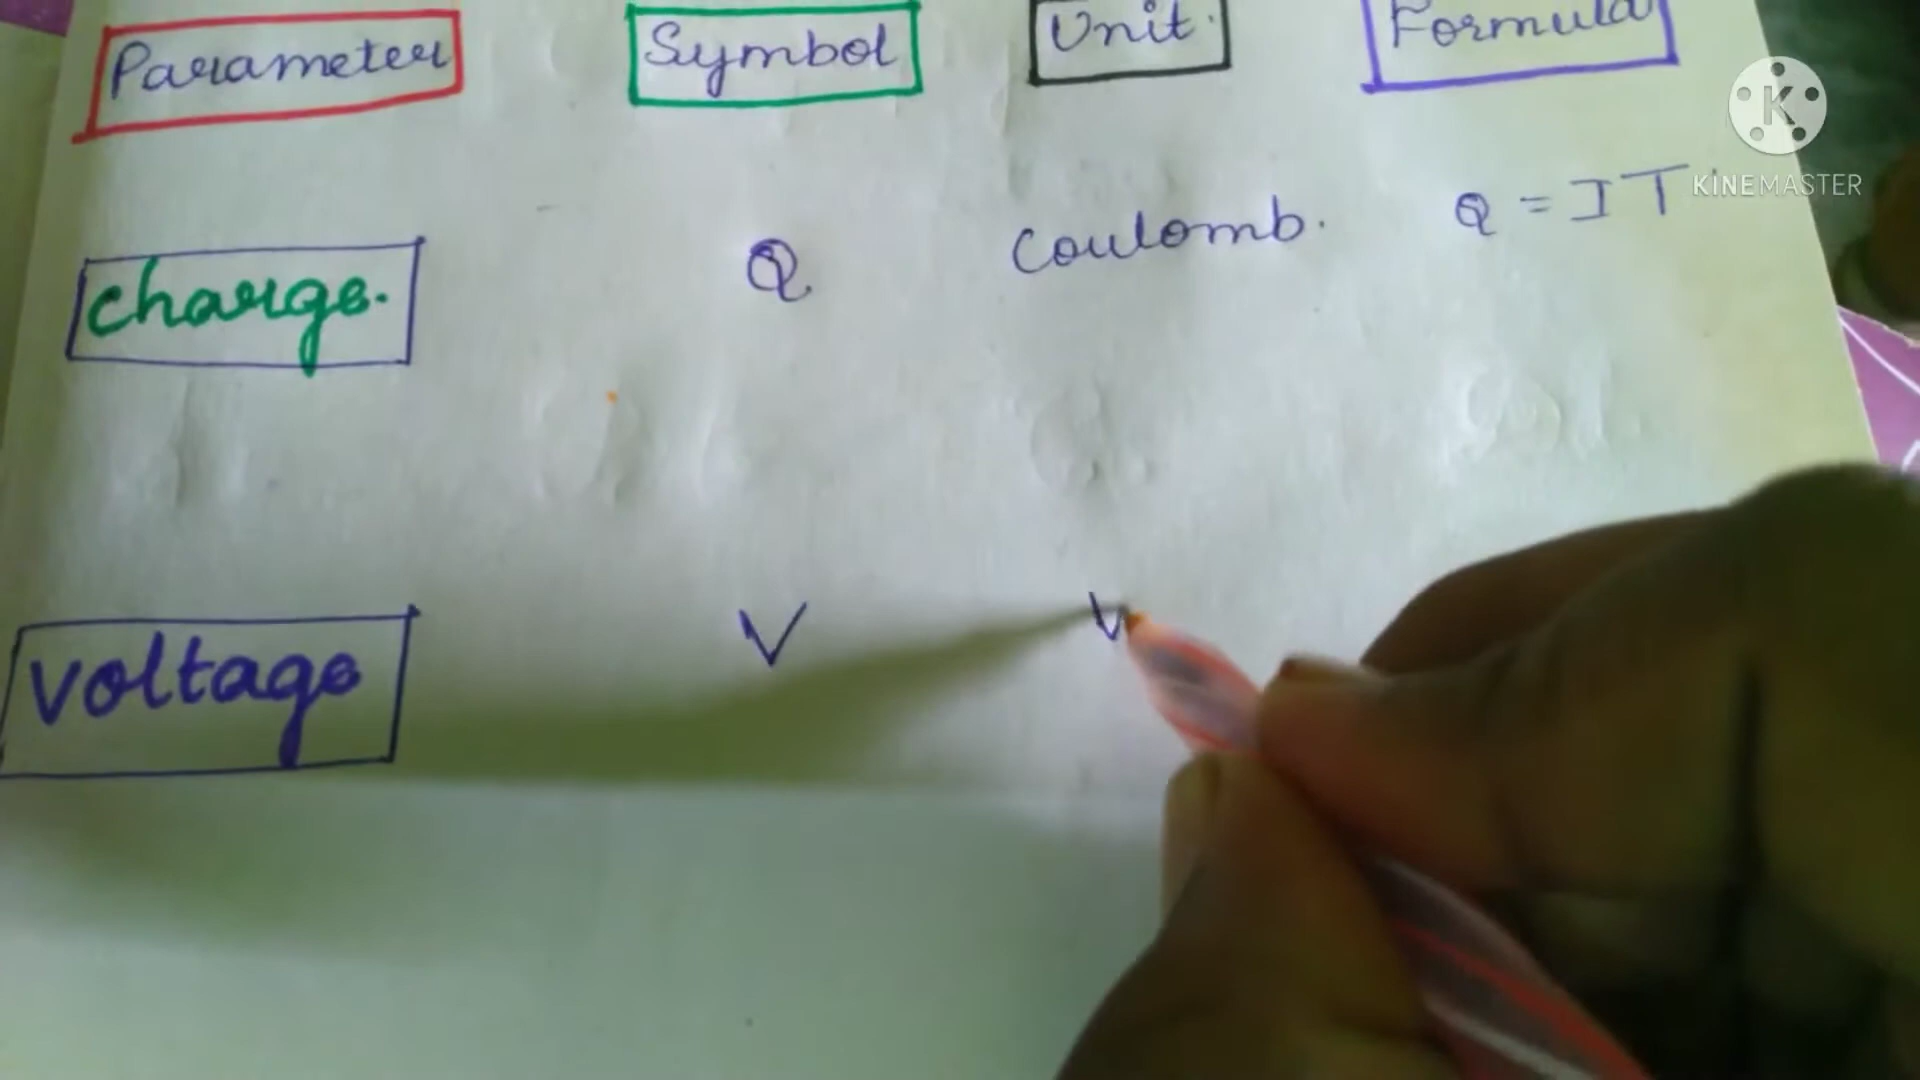 Parameter Symbol Unit. Formula
KINEMASTER
Charge. Q Coulomb. Q = IT
Voltage V V